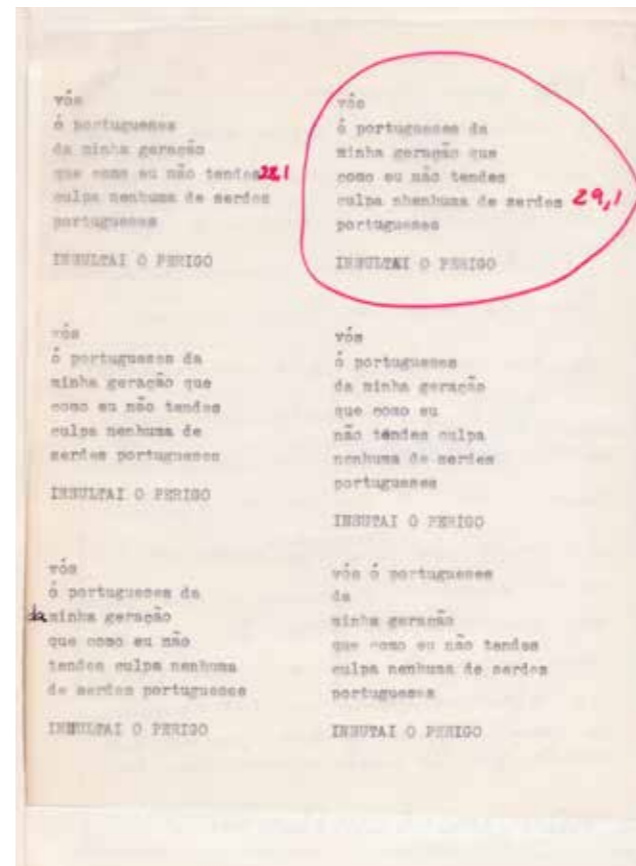 vós
ó portugueses
da minha geração
que como eu não tendes 28,1
culpa nenhuma de serdes
portugueses
INSULTAI O PERIGO
vós
ó portugueses da
minha geração que
como eu não tendes
culpa nhenhuma de serdes 29,1
portugueses
INSULTAI O PERIGO
vós
ó portugueses da
minha geração que
como eu não tendes
culpa nenhuma de
serdes portugueses
INSULTAI O PERIGO
vós
ó portugueses
da minha geração
que como eu
não tendes culpa
nenhuma de serdes
portugueses
INSUTAI O PERIGO
vós
ó portugueses da
da minha geração
que como eu não
tendes culpa nenhuma
de serdes portugueses
INSULTAI O PERIGO
vós ó portugueses
da
minha geração
que como eu não tendes
culpa nenhuma de serdes
portugueses
INSUTAI O PERIGO